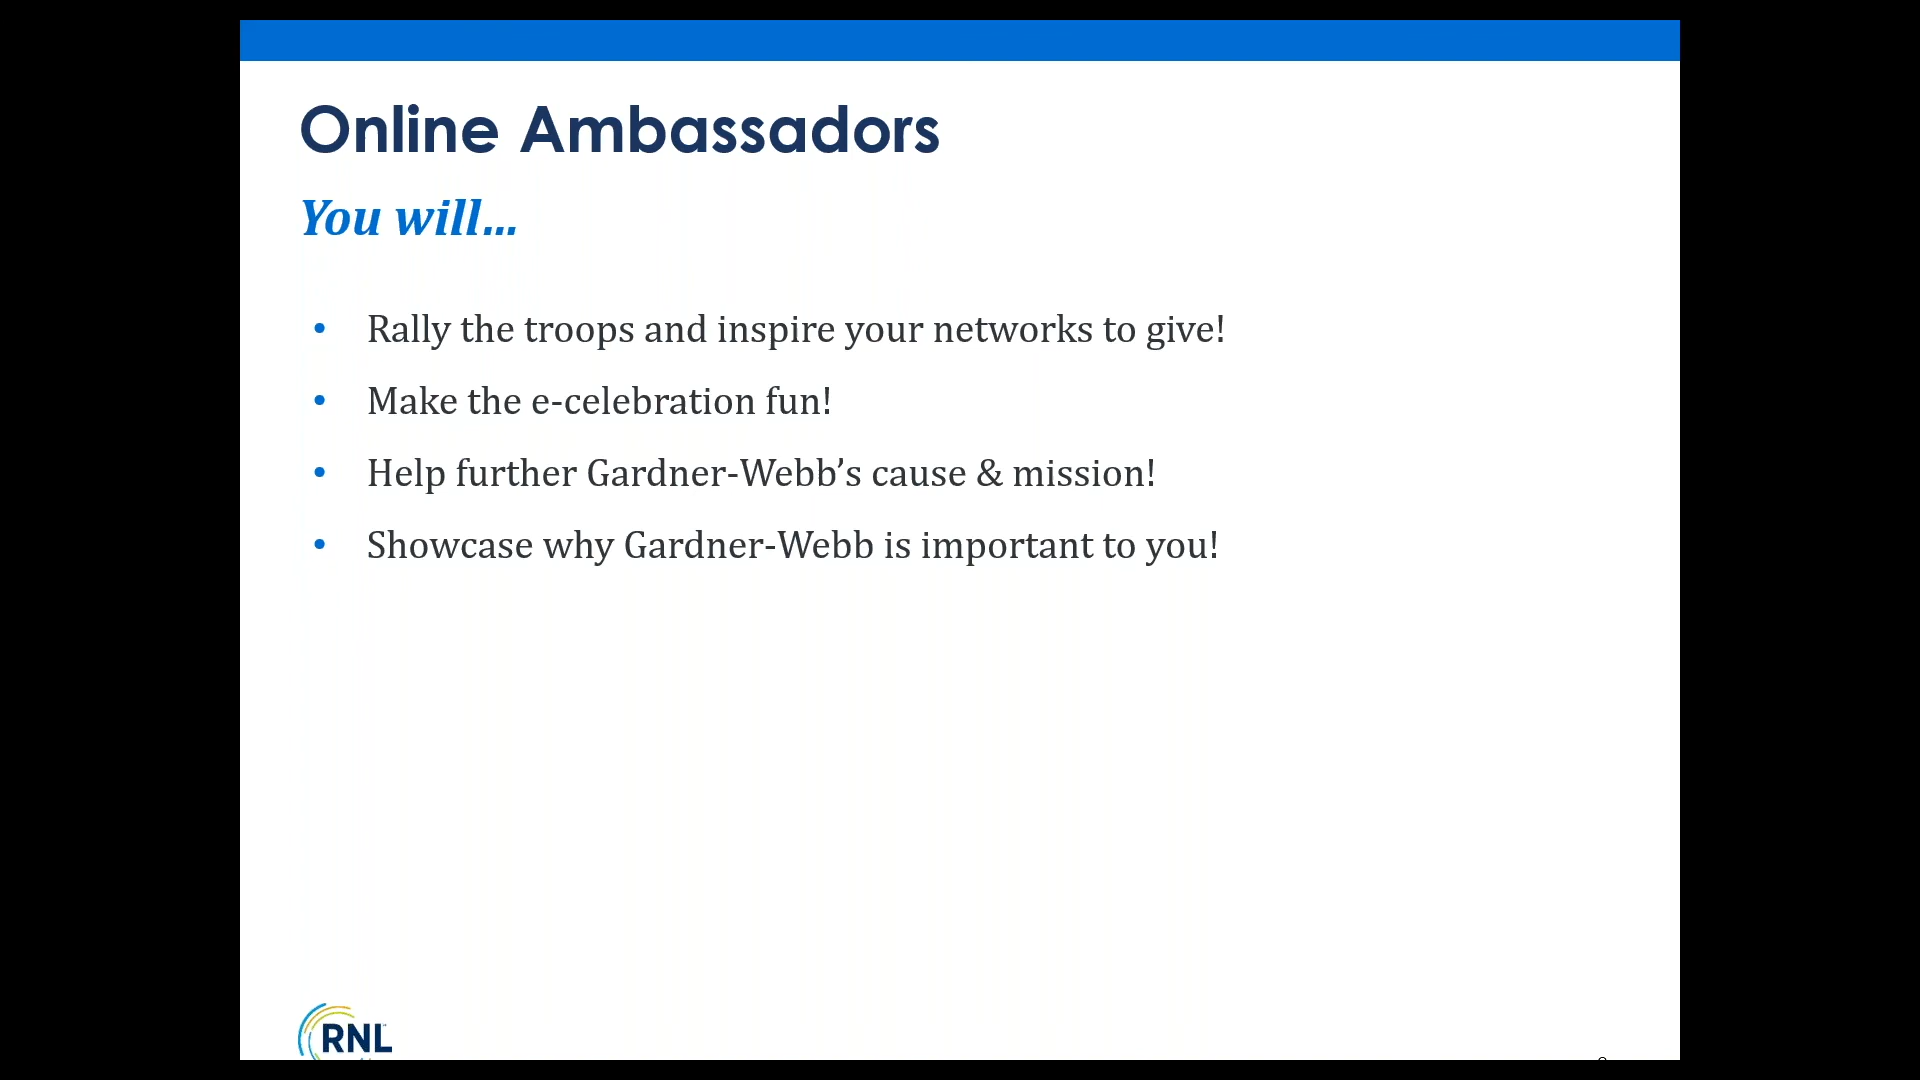 Online Ambassadors
You will...
• Rally the troops and inspire your networks to give!
• Make the e-celebration fun!
• Help further Gardner-Webb’s cause & mission!
• Showcase why Gardner-Webb is important to you!
RNL